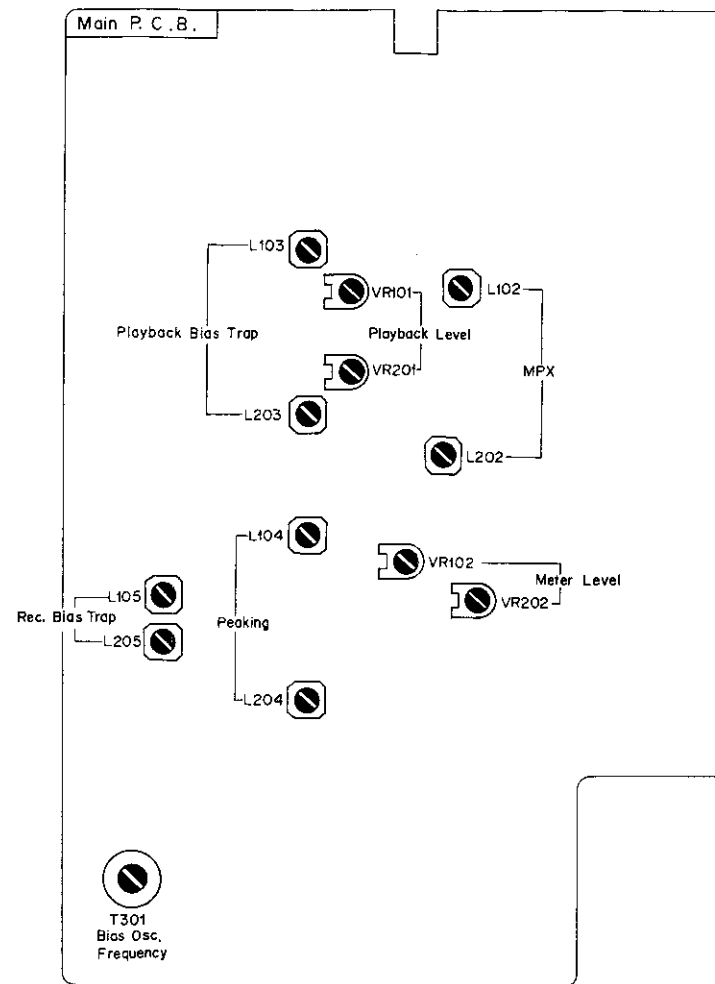 Main P. C. B.
L103
VR101
L102
Playback Bias Trap
Playback Level
VR201
MPX
L203
L202
L104
VR102
Meter Level
VR202
L105
Rec. Bias Trap
Peaking
L205
L204
T301
Bias Osc.
Frequency